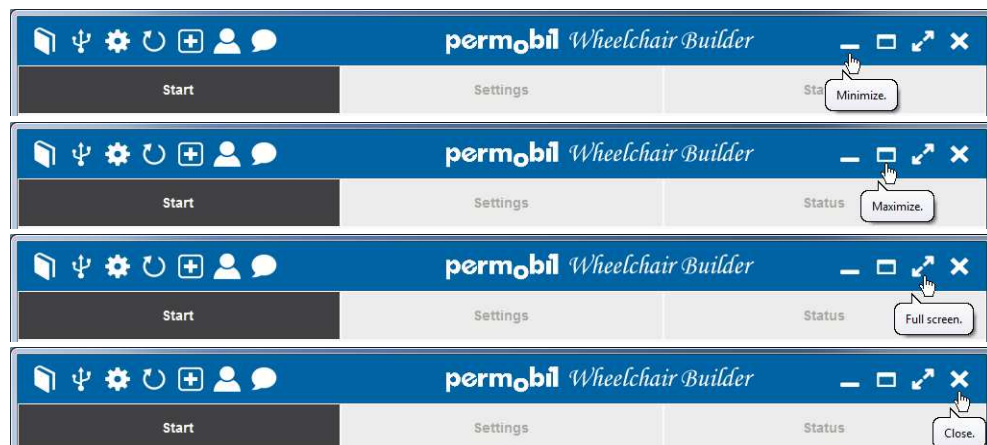 permobil Wheelchair Builder
Start Settings Sta
Minimize.
permobil Wheelchair Builder
Start Settings Status
Maximize.
permobil Wheelchair Builder
Start Settings Status
Full screen.
permobil Wheelchair Builder
Start Settings Status
Close.